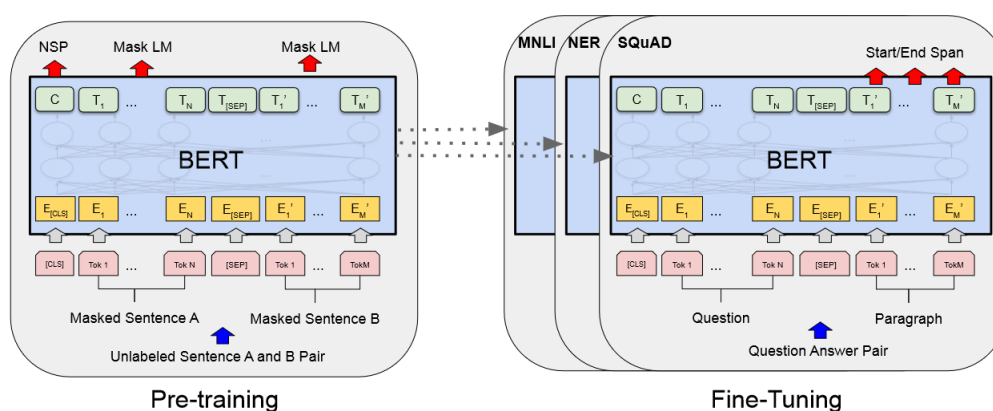 NSP Mask LM Mask LM
C T1 ... TN T[SEP] T1' ... TM'
...
BERT
E[CLS] E1 ... EN E[SEP] E1' ... EM'
[CLS] Tok 1 ... Tok N [SEP] Tok 1 ... TokM
Masked Sentence A Masked Sentence B
Unlabeled Sentence A and B Pair
Pre-training
MNLI NER SQuAD
Start/End Span
C T1 ... TN T[SEP] T1' ... TM'
...
BERT
E[CLS] E1 ... EN E[SEP] E1' ... EM'
[CLS] Tok 1 ... Tok N [SEP] Tok 1 ... TokM
Question Paragraph
Question Answer Pair
Fine-Tuning